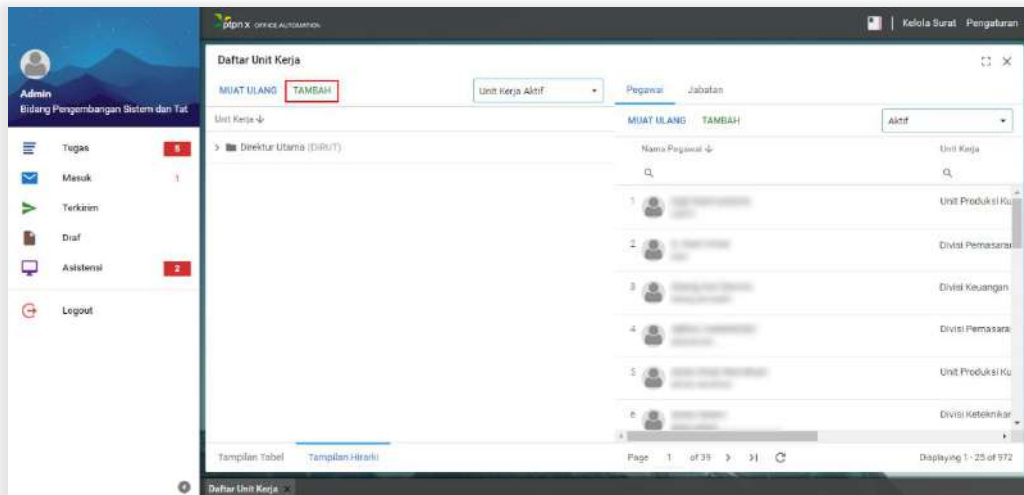 ptpn x OFFICE AUTOMATION
Kelola Surat Pengaturan
Admin
Bidang Pengembangan Sistem dan Tat
Tugas 5
Masuk 1
Terkirim
Draf
Asistensi 2
Logout
Daftar Unit Kerja
MUAT ULANG TAMBAH Unit Kerja Aktif
Unit Kerja
Direktur Utama (DIRUT)
Tampilan Tabel Tampilan Hirarki
Pegawai Jabatan
MUAT ULANG TAMBAH Aktif
Nama Pegawai Unit Kerja
1 Unit Produksi Ku
2 Divisi Pemasaran
3 Divisi Keuangan
4 Divisi Pemasara
5 Unit Produksi Ku
6 Divisi Keteknikan
Page 1 of 39 Displaying 1 - 25 of 972
Daftar Unit Kerja